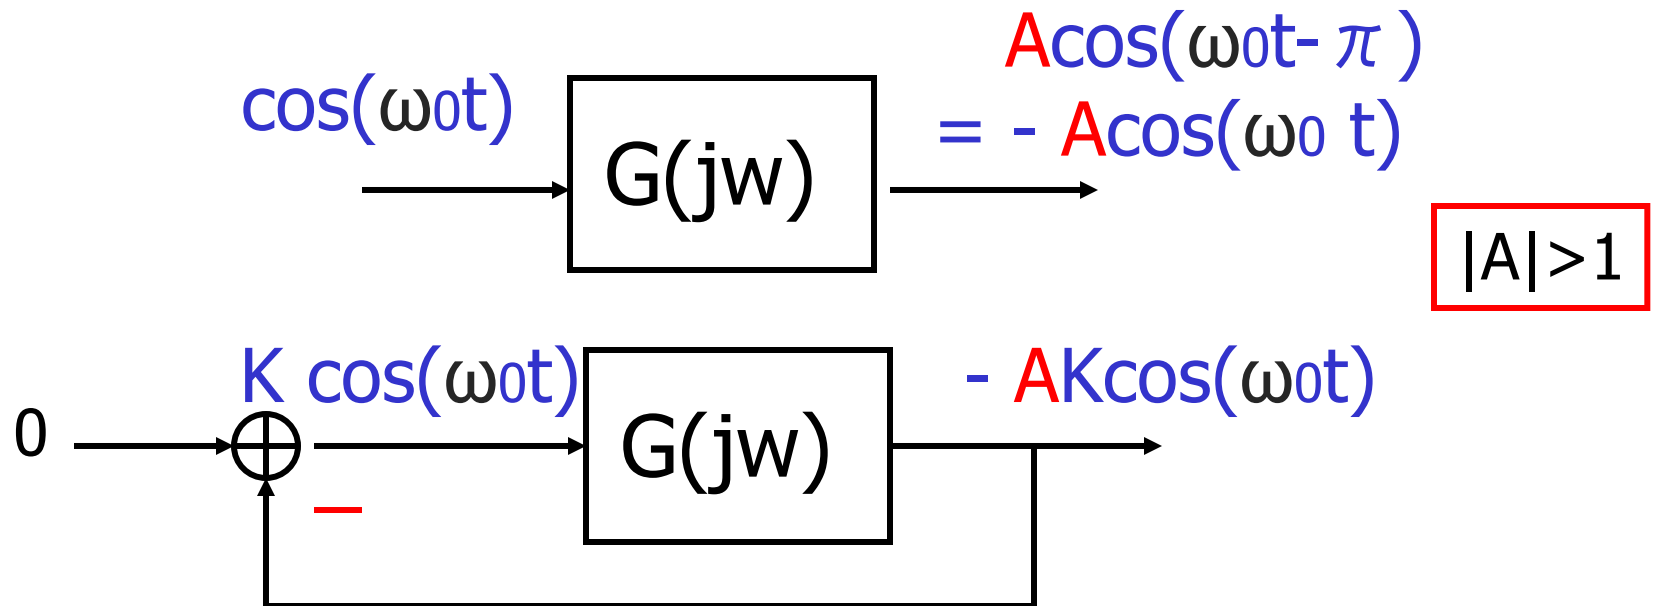 Acos(ω0t-π)
cos(ω0t)
= - Acos(ω0 t)
G(jw)
|A|>1
K cos(ω0t)
- AKcos(ω0t)
0
G(jw)
−